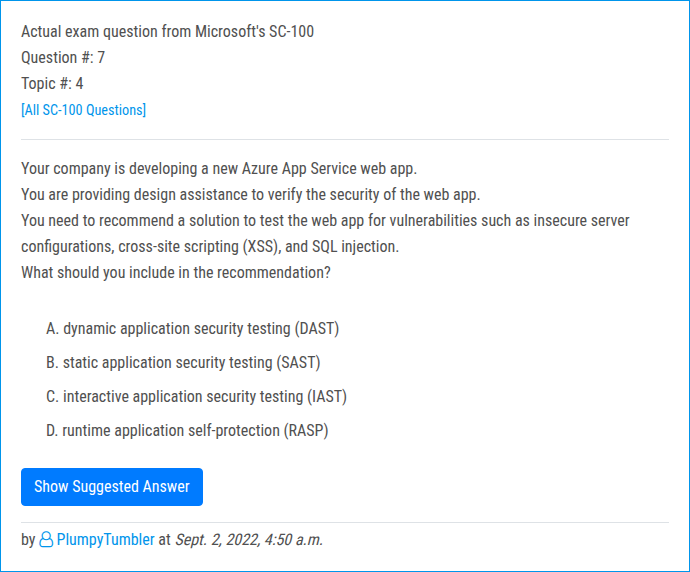 Actual exam question from Microsoft's SC-100
Question #: 7
Topic #: 4
[All SC-100 Questions]
Your company is developing a new Azure App Service web app.
You are providing design assistance to verify the security of the web app.
You need to recommend a solution to test the web app for vulnerabilities such as insecure server
configurations, cross-site scripting (XSS), and SQL injection.
What should you include in the recommendation?
A. dynamic application security testing (DAST)
B. static application security testing (SAST)
C. interactive application security testing (IAST)
D. runtime application self-protection (RASP)
Show Suggested Answer
by PlumpyTumbler at Sept. 2, 2022, 4:50 a.m.